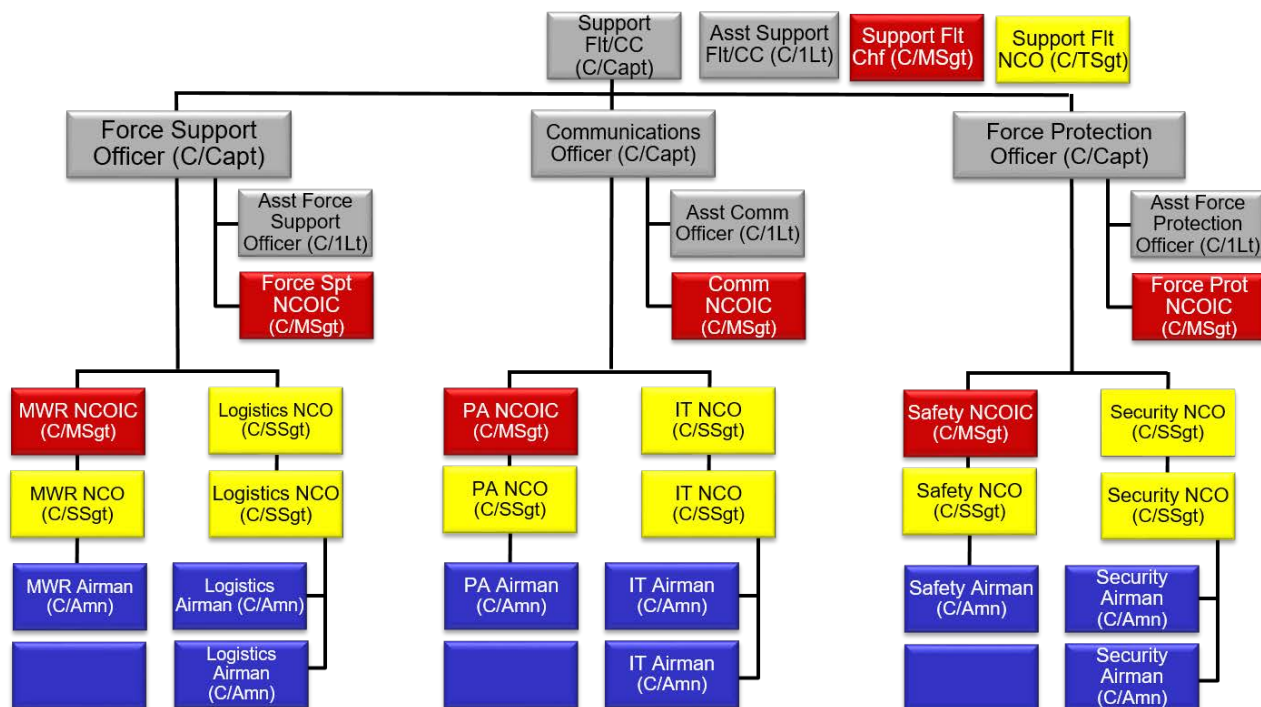 Support
Flt/CC
(C/Capt)
Asst Support
Flt/CC (C/1Lt)
Support Flt
Chf (C/MSgt)
Support Flt
NCO (C/TSgt)
Force Support
Officer (C/Capt)
Communications
Officer (C/Capt)
Force Protection
Officer (C/Capt)
Asst Force
Support
Officer (C/1Lt)
Asst Comm
Officer (C/1Lt)
Asst Force
Protection
Officer (C/1Lt)
Force Spt
NCOIC
(C/MSgt)
Comm
NCOIC
(C/MSgt)
Force Prot
NCOIC
(C/MSgt)
MWR NCOIC
(C/MSgt)
Logistics NCO
(C/SSgt)
PA NCOIC
(C/MSgt)
IT NCO
(C/SSgt)
Safety NCOIC
(C/MSgt)
Security NCO
(C/SSgt)
MWR NCO
(C/SSgt)
Logistics NCO
(C/SSgt)
PA NCO
(C/SSgt)
IT NCO
(C/SSgt)
Safety NCO
(C/SSgt)
Security NCO
(C/SSgt)
MWR Airman
(C/Amn)
Logistics
Airman (C/Amn)
PA Airman
(C/Amn)
IT Airman
(C/Amn)
Safety Airman
(C/Amn)
Security
Airman
(C/Amn)
Logistics
Airman
(C/Amn)
IT Airman
(C/Amn)
Security
Airman
(C/Amn)